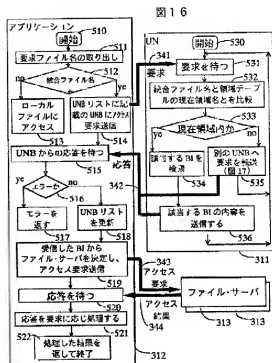 図16
アプリケーション
510
開始
511
要求ファイル名の取り出し
512
統合ファイル名
no
yes
ローカル
ファイルに
アクセス
513
UNBリストに記
載のUNBにアクセス
要求送信
514
UNBからの応答を待つ
515
エラーか
516
yes
no
エラーを
返す
517
UNBリスト
を更新
518
受信したBIから
ファイル・サーバを決定し、
アクセス要求送信
519
応答を待つ
520
応答を要求に応じ処理する
521
522
処理した結果を
返して終了
312
341
要求
応答
342
UN
開始
530
531
要求を待つ
532
統合ファイル名と領域テーブ
ルの現在領域名とを比較
533
現在領域内か
yes
no
該当するBIを
検索
534
別のUNBへ
要求を転送
(図17)
535
該当するBIの内容を
送信する
536
311
343
アクセス
要求
アクセス
結果
344
ファイル・サーバ
313
313